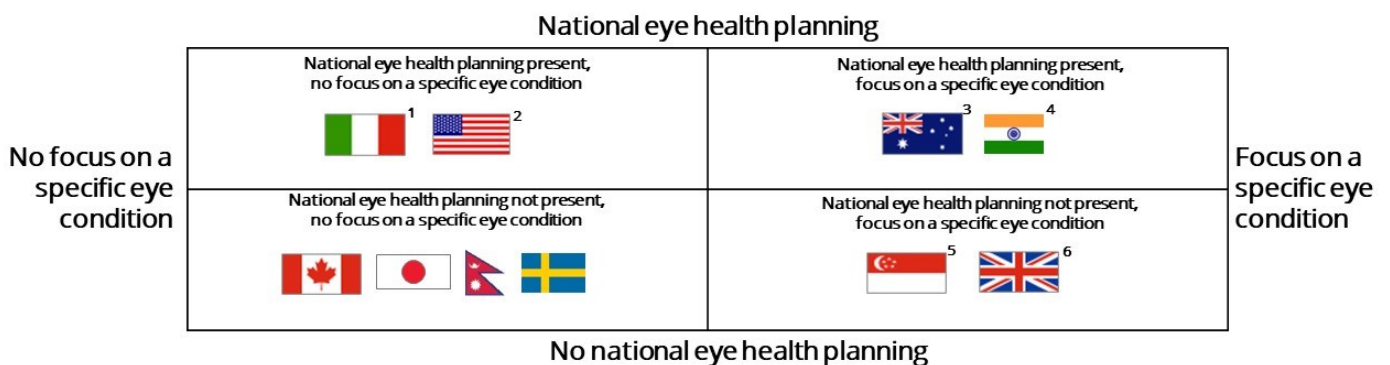 National eye health planning
National eye health planning present,
no focus on a specific eye condition
1
2
National eye health planning present,
focus on a specific eye condition
3
4
No focus on a
specific eye
condition
Focus on a
specific eye
condition
National eye health planning not present,
no focus on a specific eye condition
National eye health planning not present,
focus on a specific eye condition
5
6
No national eye health planning